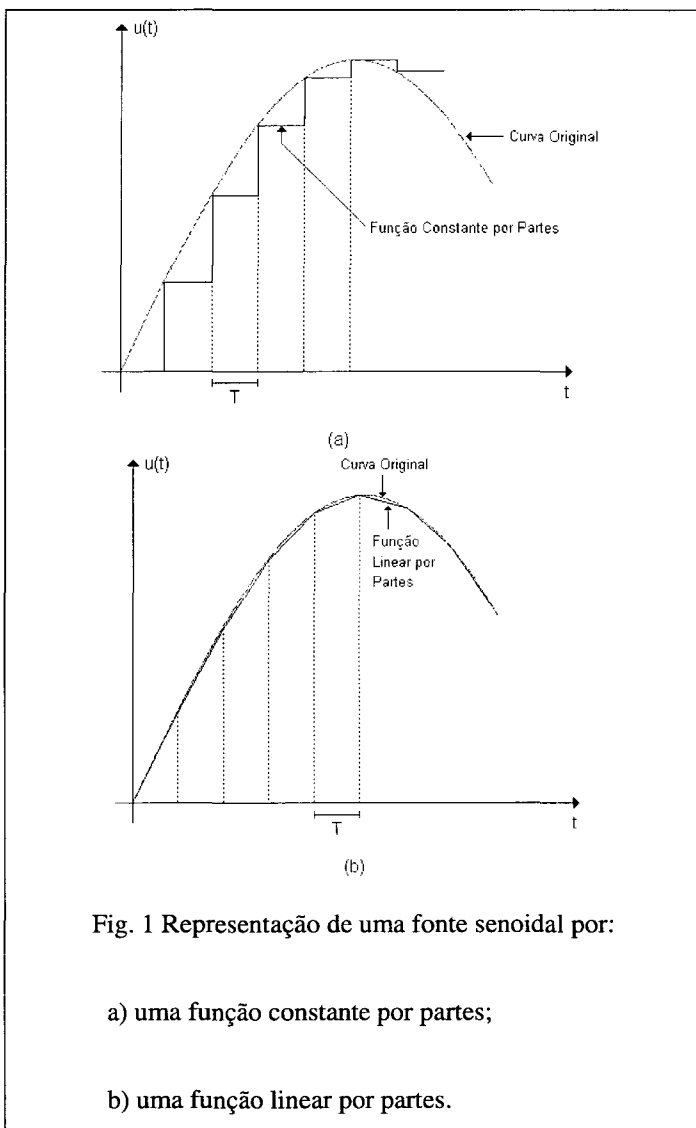 u(t)
Curva Original
Função Constante por Partes
T
t
(a)
u(t)
Curva Original
Função
Linear por
Partes
T
t
(b)
Fig. 1 Representação de uma fonte senoidal por:
a) uma função constante por partes;
b) uma função linear por partes.